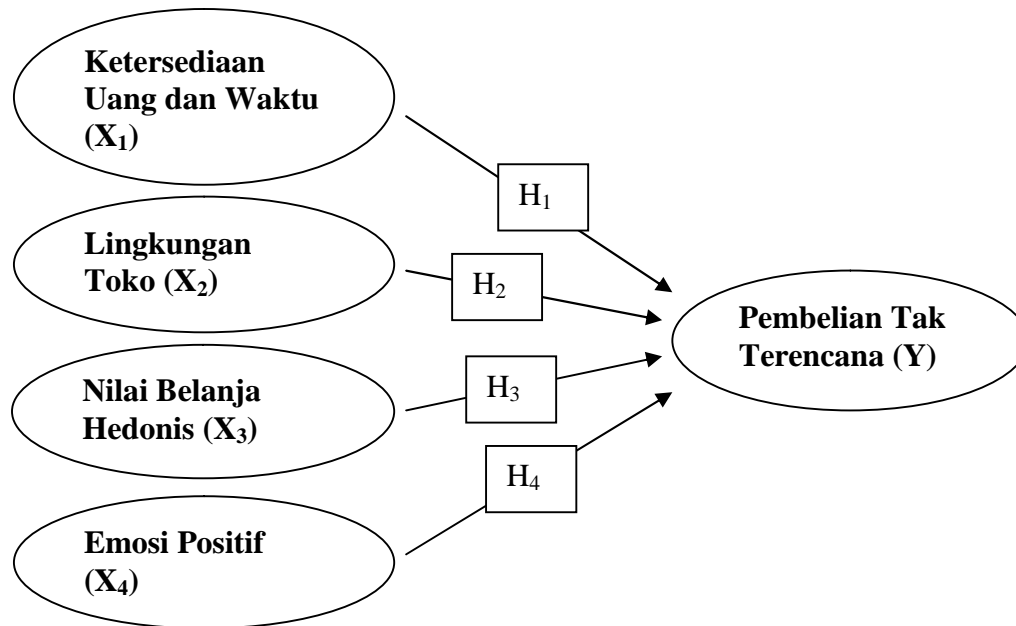 Ketersediaan
Uang dan Waktu
(X₁)
H₁
Lingkungan
Toko (X₂)
H₂
Pembelian Tak
Terencana (Y)
Nilai Belanja
Hedonis (X₃)
H₃
H₄
Emosi Positif
(X₄)